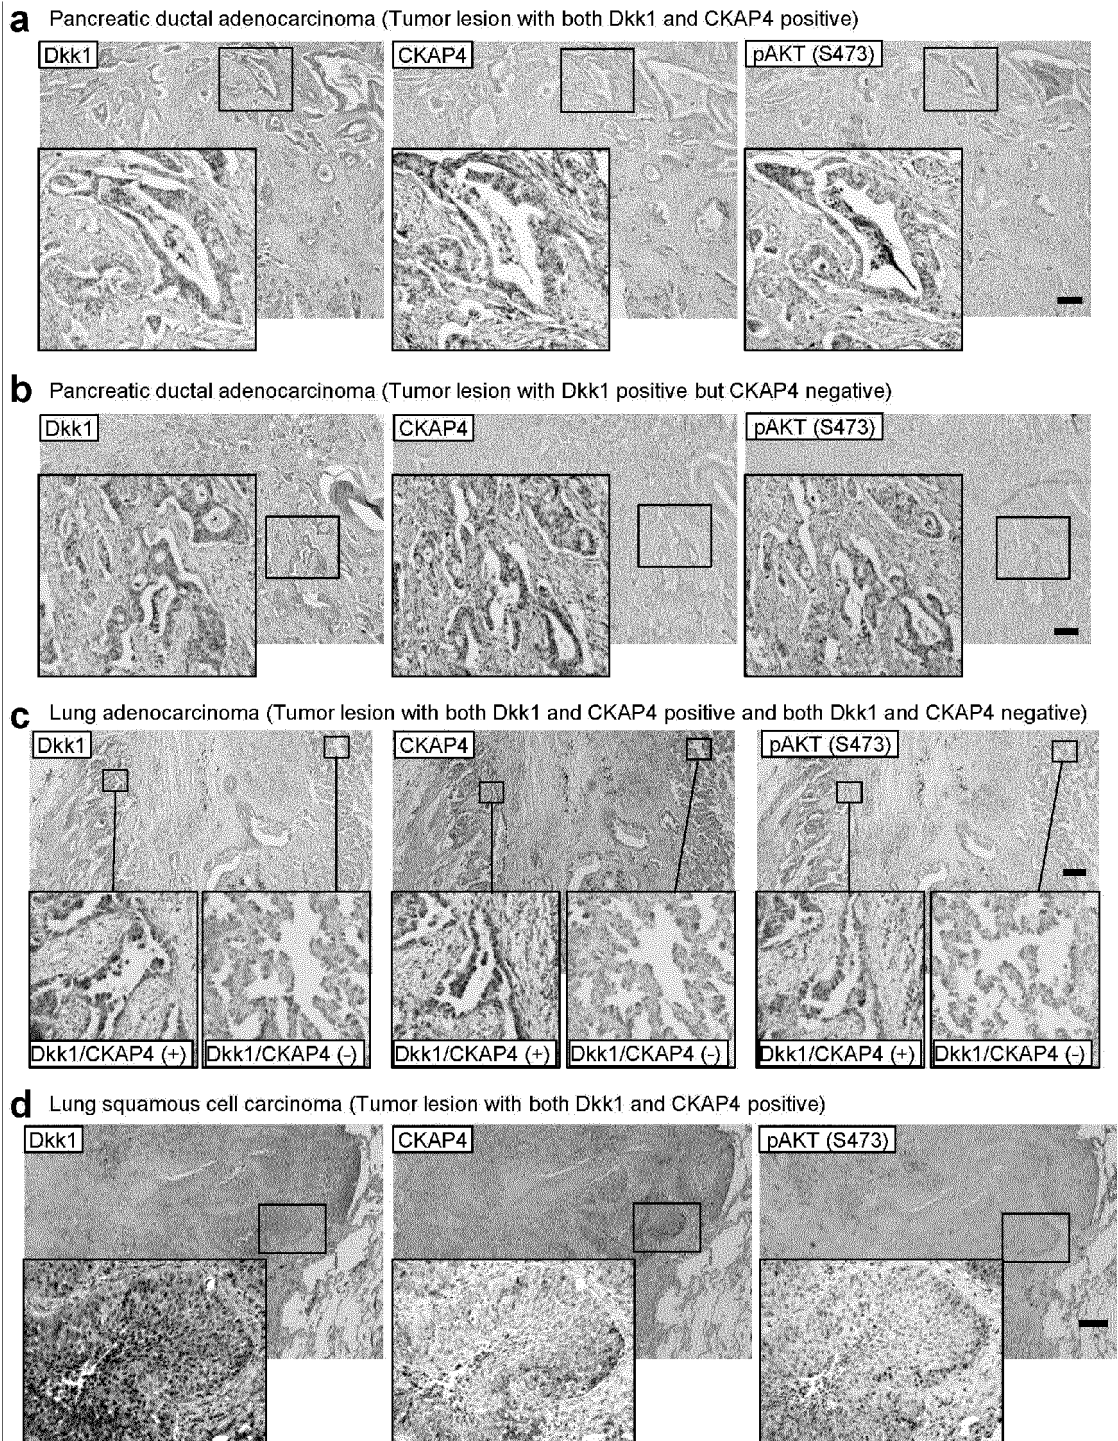 a Pancreatic ductal adenocarcinoma (Tumor lesion with both Dkk1 and CKAP4 positive)
Dkk1
CKAP4
pAKT (S473)
b Pancreatic ductal adenocarcinoma (Tumor lesion with Dkk1 positive but CKAP4 negative)
Dkk1
CKAP4
pAKT (S473)
c Lung adenocarcinoma (Tumor lesion with both Dkk1 and CKAP4 positive and both Dkk1 and CKAP4 negative)
Dkk1
CKAP4
pAKT (S473)
Dkk1/CKAP4 (+)
Dkk1/CKAP4 (-)
Dkk1/CKAP4 (+)
Dkk1/CKAP4 (-)
Dkk1/CKAP4 (+)
Dkk1/CKAP4 (-)
d Lung squamous cell carcinoma (Tumor lesion with both Dkk1 and CKAP4 positive)
Dkk1
CKAP4
pAKT (S473)